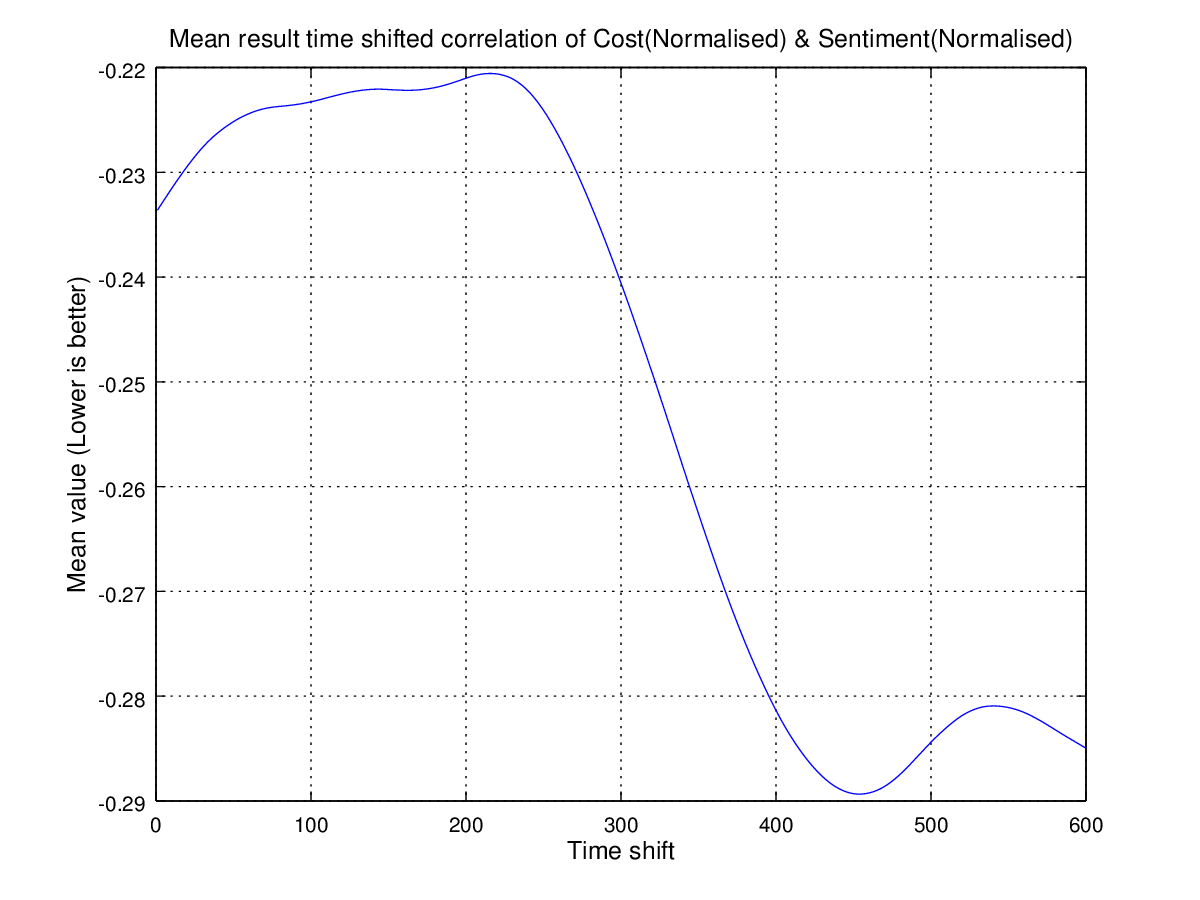 Mean result time shifted correlation of Cost(Normalised) & Sentiment(Normalised)
-0.22
-0.23
-0.24
-0.25
-0.26
-0.27
-0.28
-0.29
Mean value (Lower is better)
0 100 200 300 400 500 600
Time shift